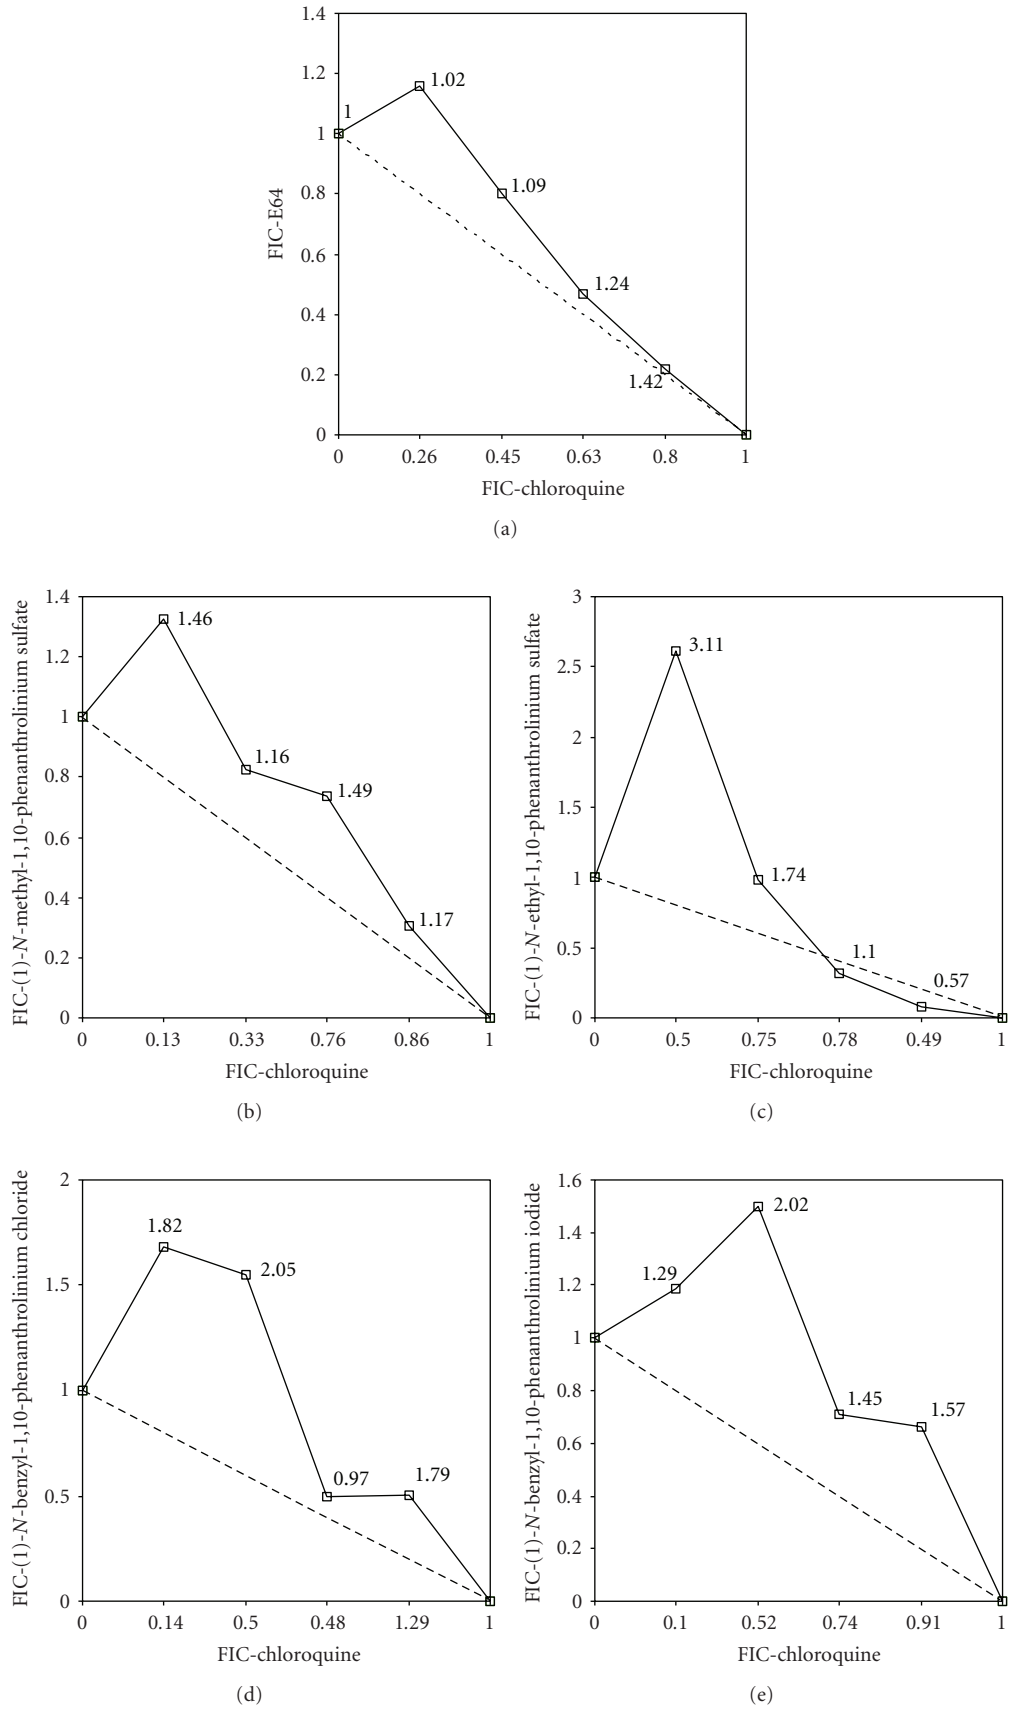 1.4
1.2
1
0.8
0.6
0.4
0.2
0
FIC-E64
1
1.02
1.09
1.24
1.42
0 0.26 0.45 0.63 0.8 1
FIC-chloroquine
(a)
1.4
1.2
1
0.8
0.6
0.4
0.2
0
FIC-(1)-N-methyl-1,10-phenanthrolinium sulfate
1.46
1.16
1.49
1.17
0 0.13 0.33 0.76 0.86 1
FIC-chloroquine
(b)
3
2.5
2
1.5
1
0.5
0
FIC-(1)-N-ethyl-1,10-phenanthrolinium sulfate
3.11
1.74
1.1
0.57
0 0.5 0.75 0.78 0.49 1
FIC-chloroquine
(c)
2
1.5
1
0.5
0
FIC-(1)-N-benzyl-1,10-phenanthrolinium chloride
1.82
2.05
0.97
1.79
0 0.14 0.5 0.48 1.29 1
FIC-chloroquine
(d)
1.6
1.4
1.2
1
0.8
0.6
0.4
0.2
0
FIC-(1)-N-benzyl-1,10-phenanthrolinium iodide
1.29
2.02
1.45
1.57
0 0.1 0.52 0.74 0.91 1
FIC-chloroquine
(e)